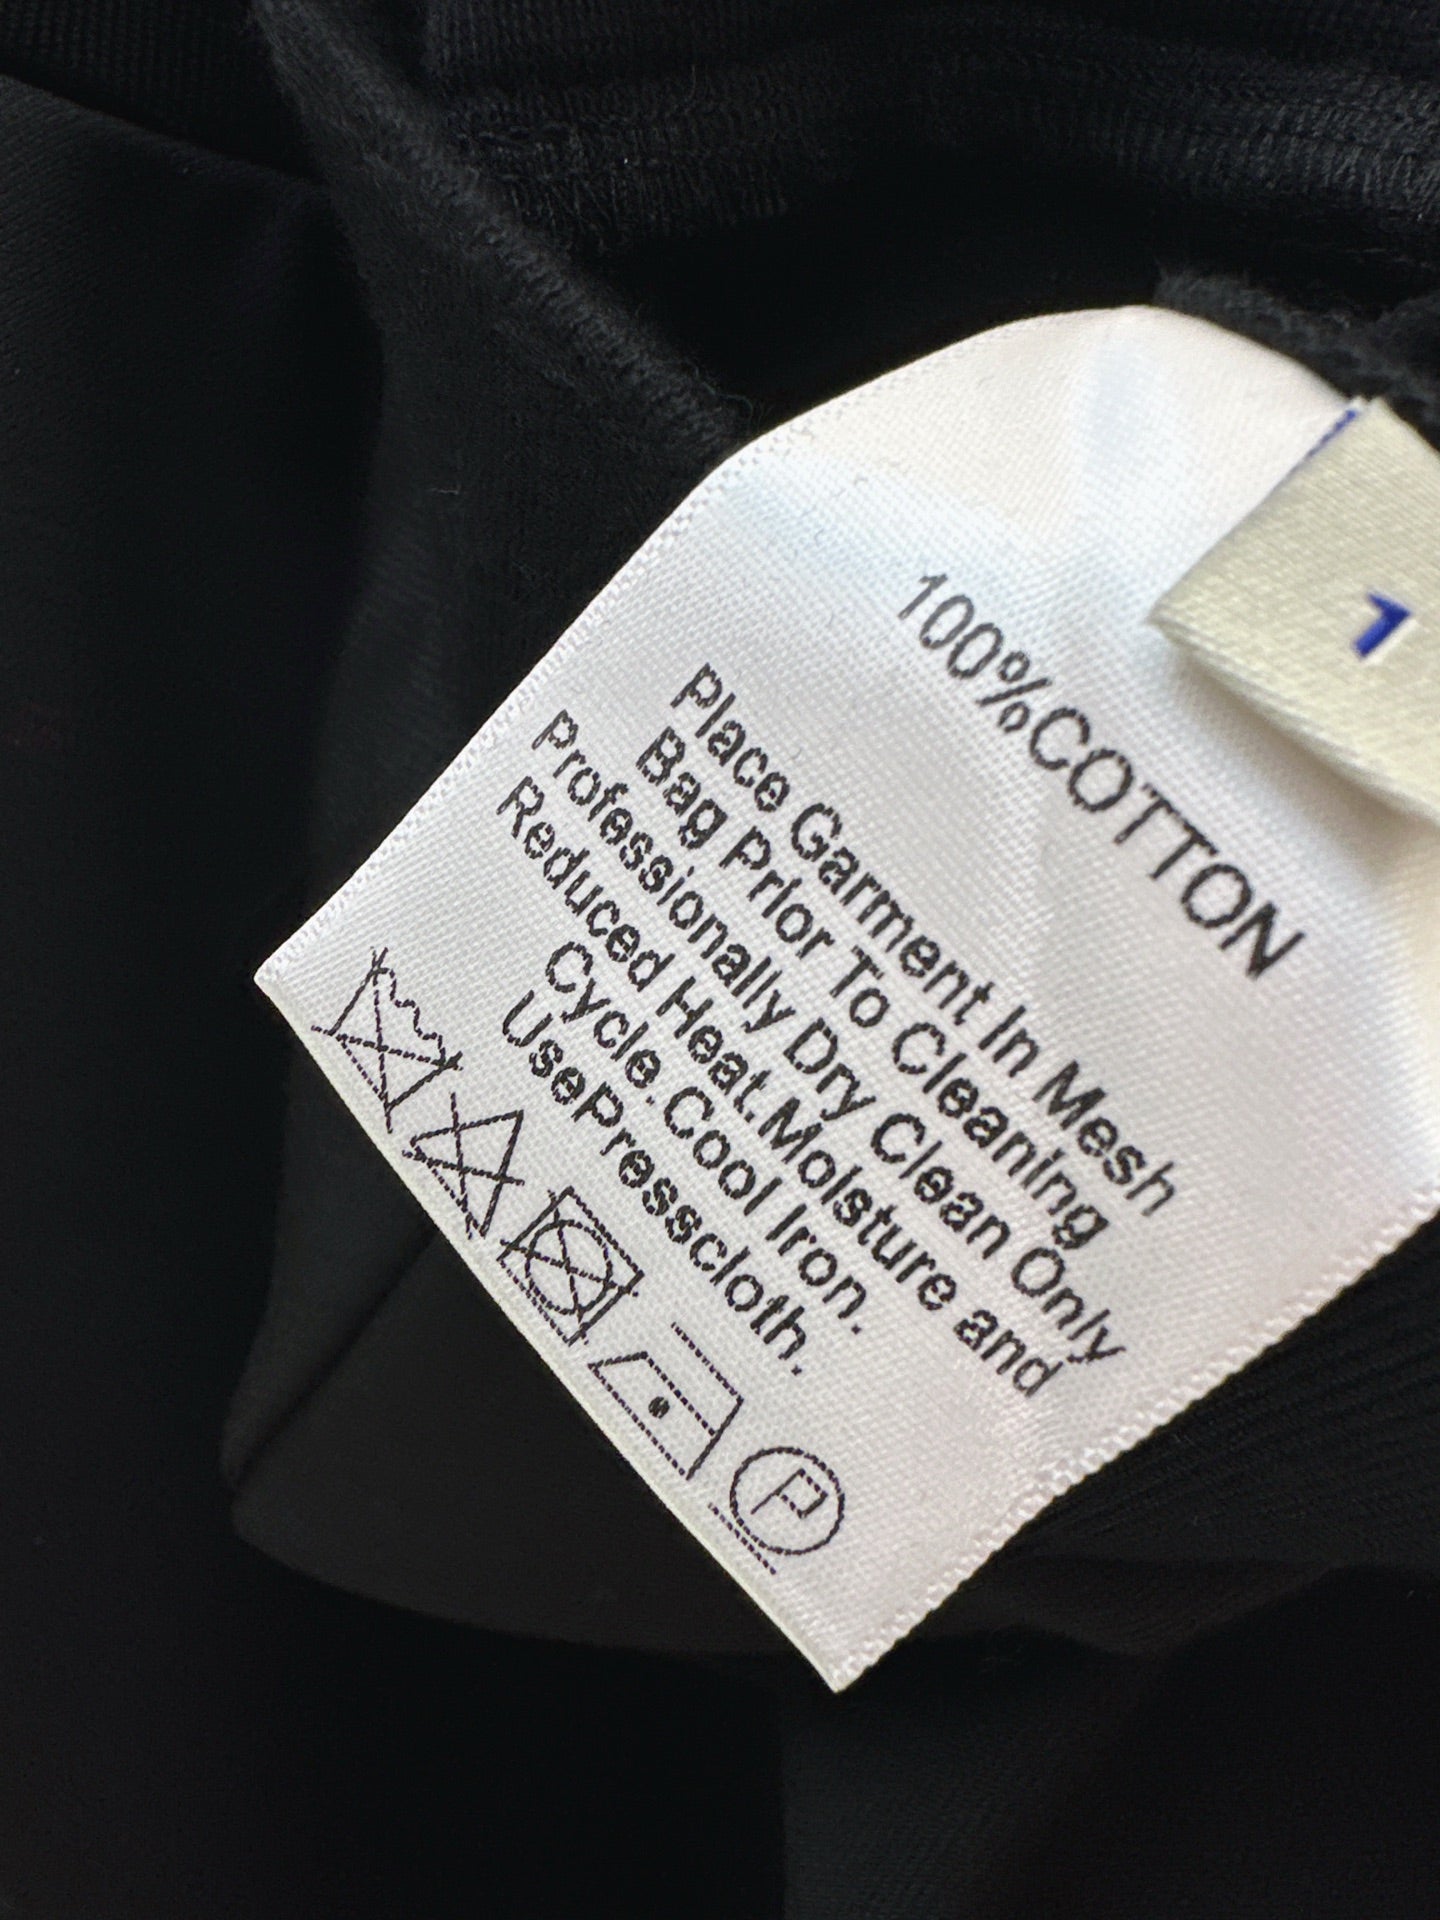 1
100%COTTON
Place Garment In Mesh
Bag Prior To Cleaning
Professionally Dry Clean Only
Reduced Heat.Moisture and
Cycle.Cool Iron.
UsePresscloth.
P